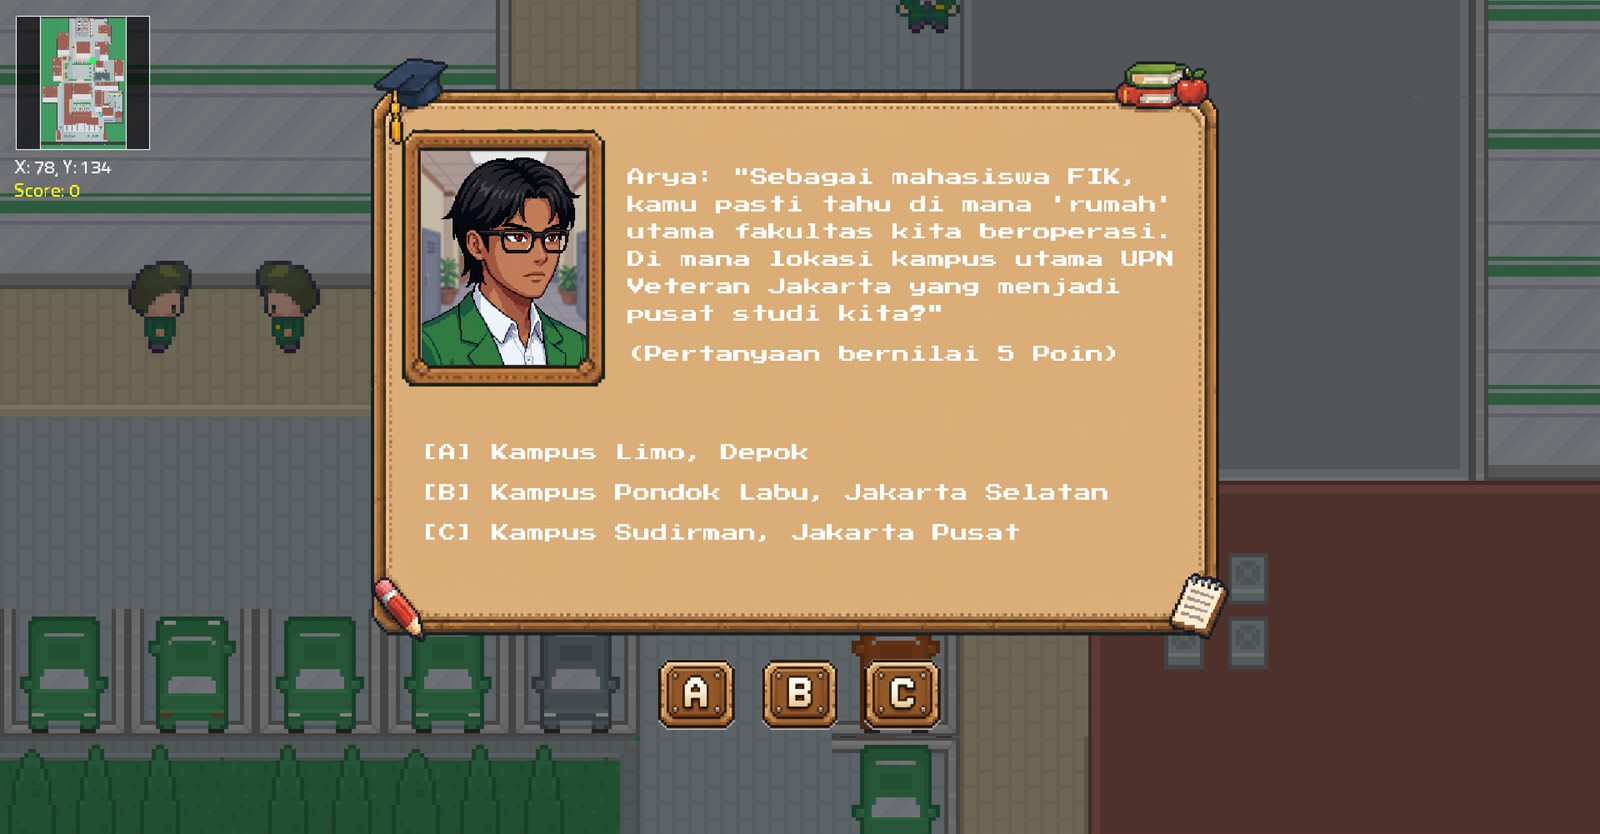 X: 78, Y: 134
Score: 0
Arya: "Sebagai mahasiswa FIK,
kamu pasti tahu di mana 'rumah'
utama fakultas kita beroperasi.
Di mana lokasi kampus utama UPN
Veteran Jakarta yang menjadi
pusat studi kita?"
(Pertanyaan bernilai 5 Poin)
[A] Kampus Limo, Depok
[B] Kampus Pondok Labu, Jakarta Selatan
[C] Kampus Sudirman, Jakarta Pusat
A B C